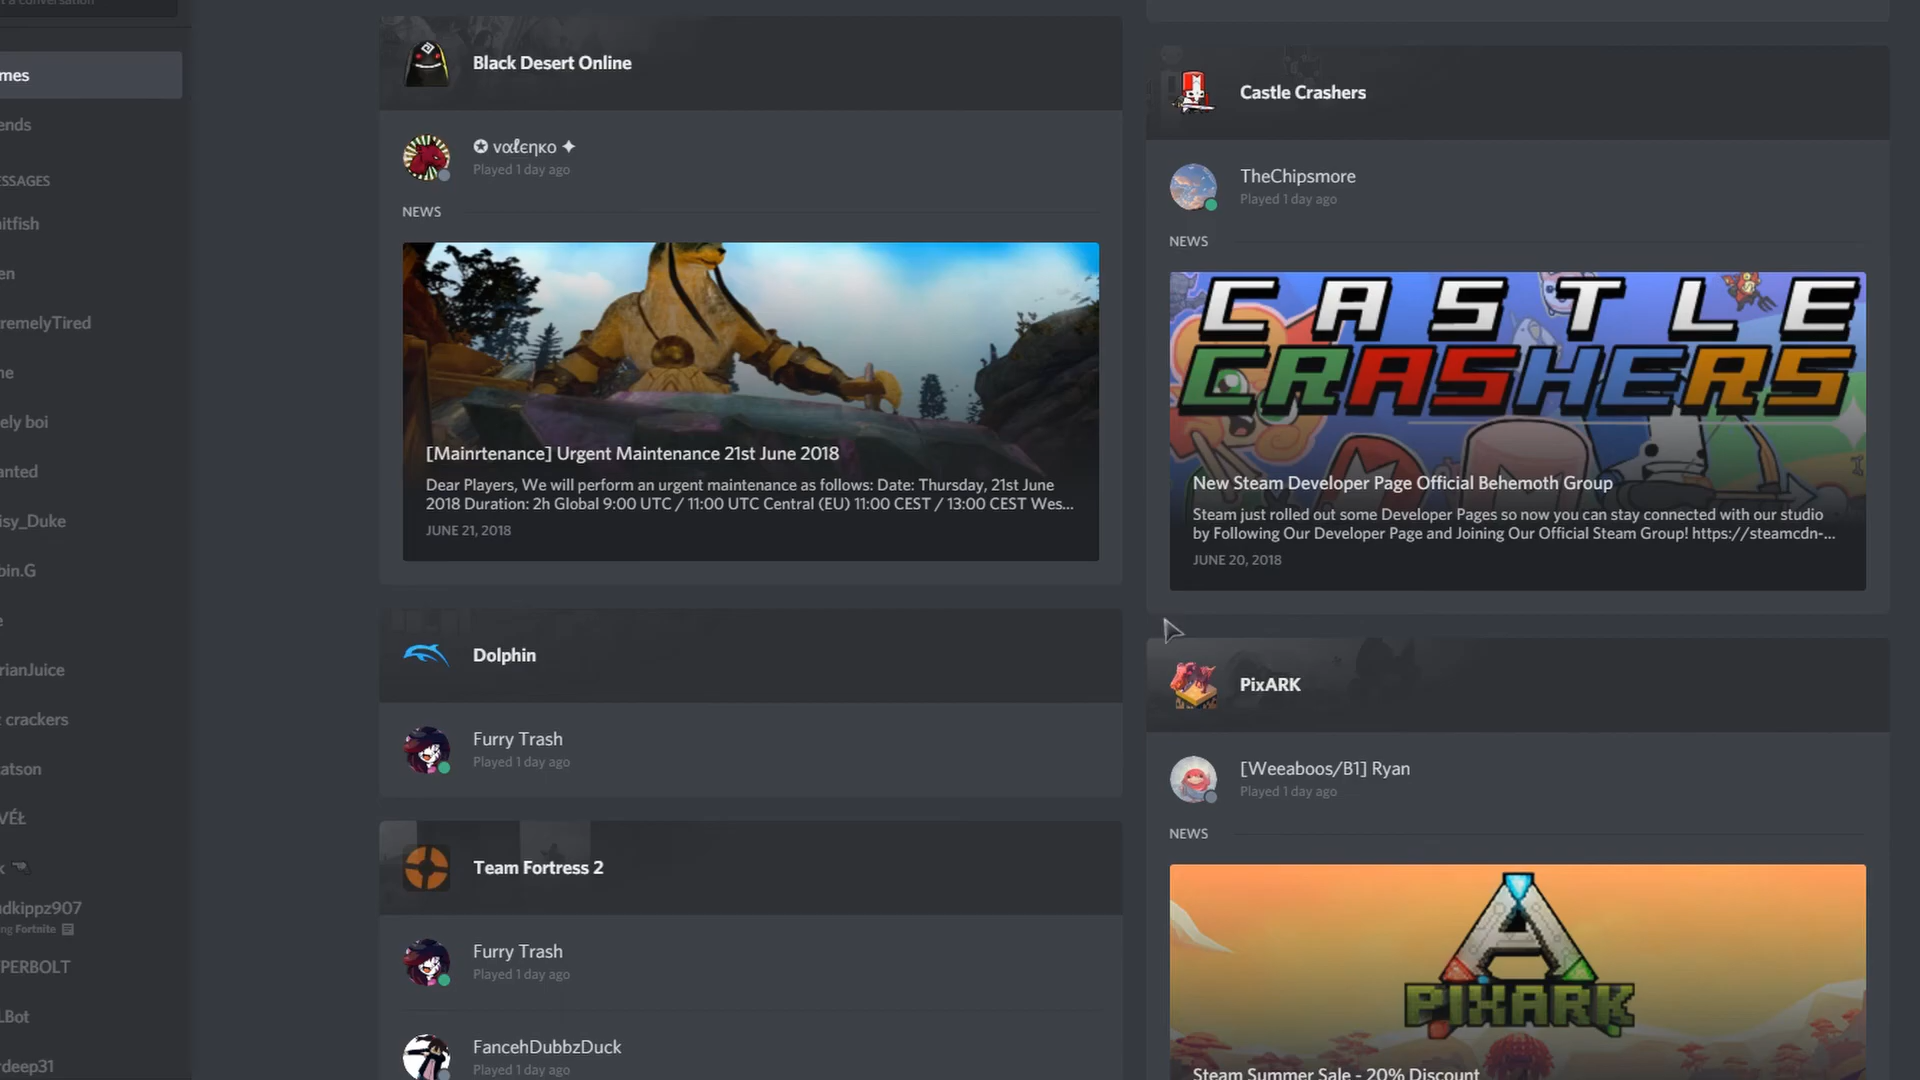 a conversation
mes
ends
ESSAGES
itfish
en
remelyTired
ne
ely boi
anted
isy_Duke
bin.G
e
rianJuice
t crackers
atson
VÉŁ
k
dkippz907
ng Fortnite
PERBOLT
LBot
rdeep31
Black Desert Online
✪ vαℓєηκο ✦
Played 1 day ago
NEWS
[Mainrtenance] Urgent Maintenance 21st June 2018
Dear Players, We will perform an urgent maintenance as follows: Date: Thursday, 21st June
2018 Duration: 2h Global 9:00 UTC / 11:00 UTC Central (EU) 11:00 CEST / 13:00 CEST Wes...
JUNE 21, 2018
Dolphin
Furry Trash
Played 1 day ago
Team Fortress 2
Furry Trash
Played 1 day ago
FancehDubbzDuck
Played 1 day ago
Castle Crashers
TheChipsmore
Played 1 day ago
NEWS
CASTLE
CRASHERS
New Steam Developer Page Official Behemoth Group
Steam just rolled out some Developer Pages so now you can stay connected with our studio
by Following Our Developer Page and Joining Our Official Steam Group! https://steamcdn-...
JUNE 20, 2018
PixARK
[Weeaboos/B1] Ryan
Played 1 day ago
NEWS
A
PIXARK
Steam Summer Sale - 20% Discount